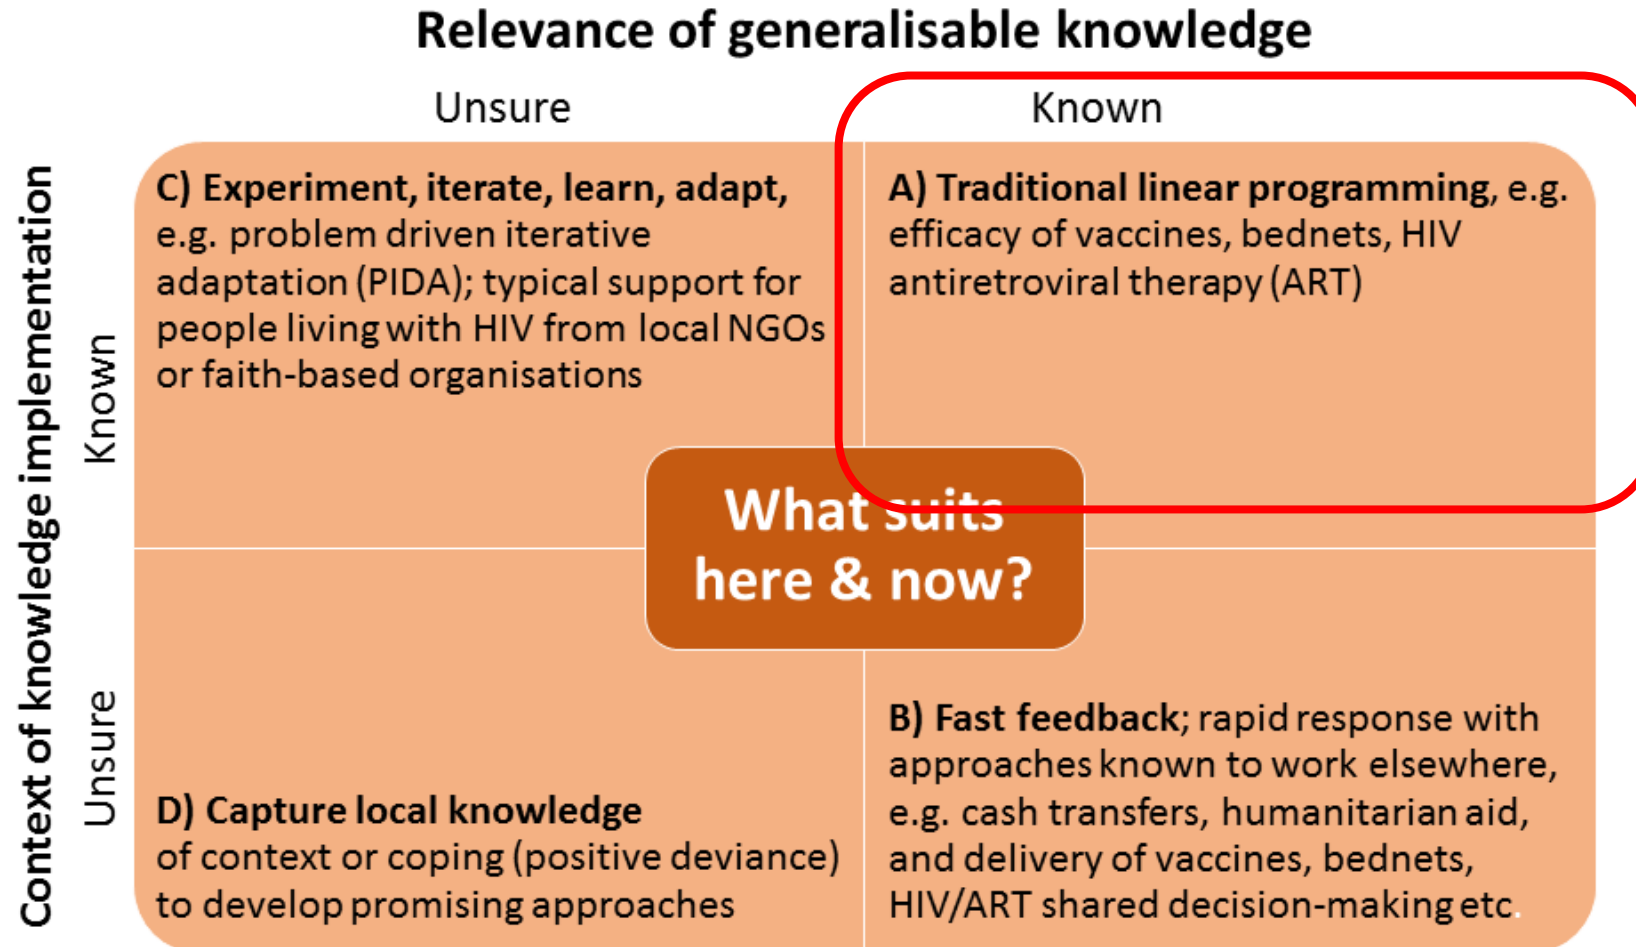 Relevance of generalisable knowledge
Unsure
Known
Context of knowledge implementation
Known
Unsure
C) Experiment, iterate, learn, adapt,
e.g. problem driven iterative
adaptation (PIDA); typical support for
people living with HIV from local NGOs
or faith-based organisations
A) Traditional linear programming, e.g.
efficacy of vaccines, bednets, HIV
antiretroviral therapy (ART)
What suits
here & now?
D) Capture local knowledge
of context or coping (positive deviance)
to develop promising approaches
B) Fast feedback; rapid response with
approaches known to work elsewhere,
e.g. cash transfers, humanitarian aid,
and delivery of vaccines, bednets,
HIV/ART shared decision-making etc.